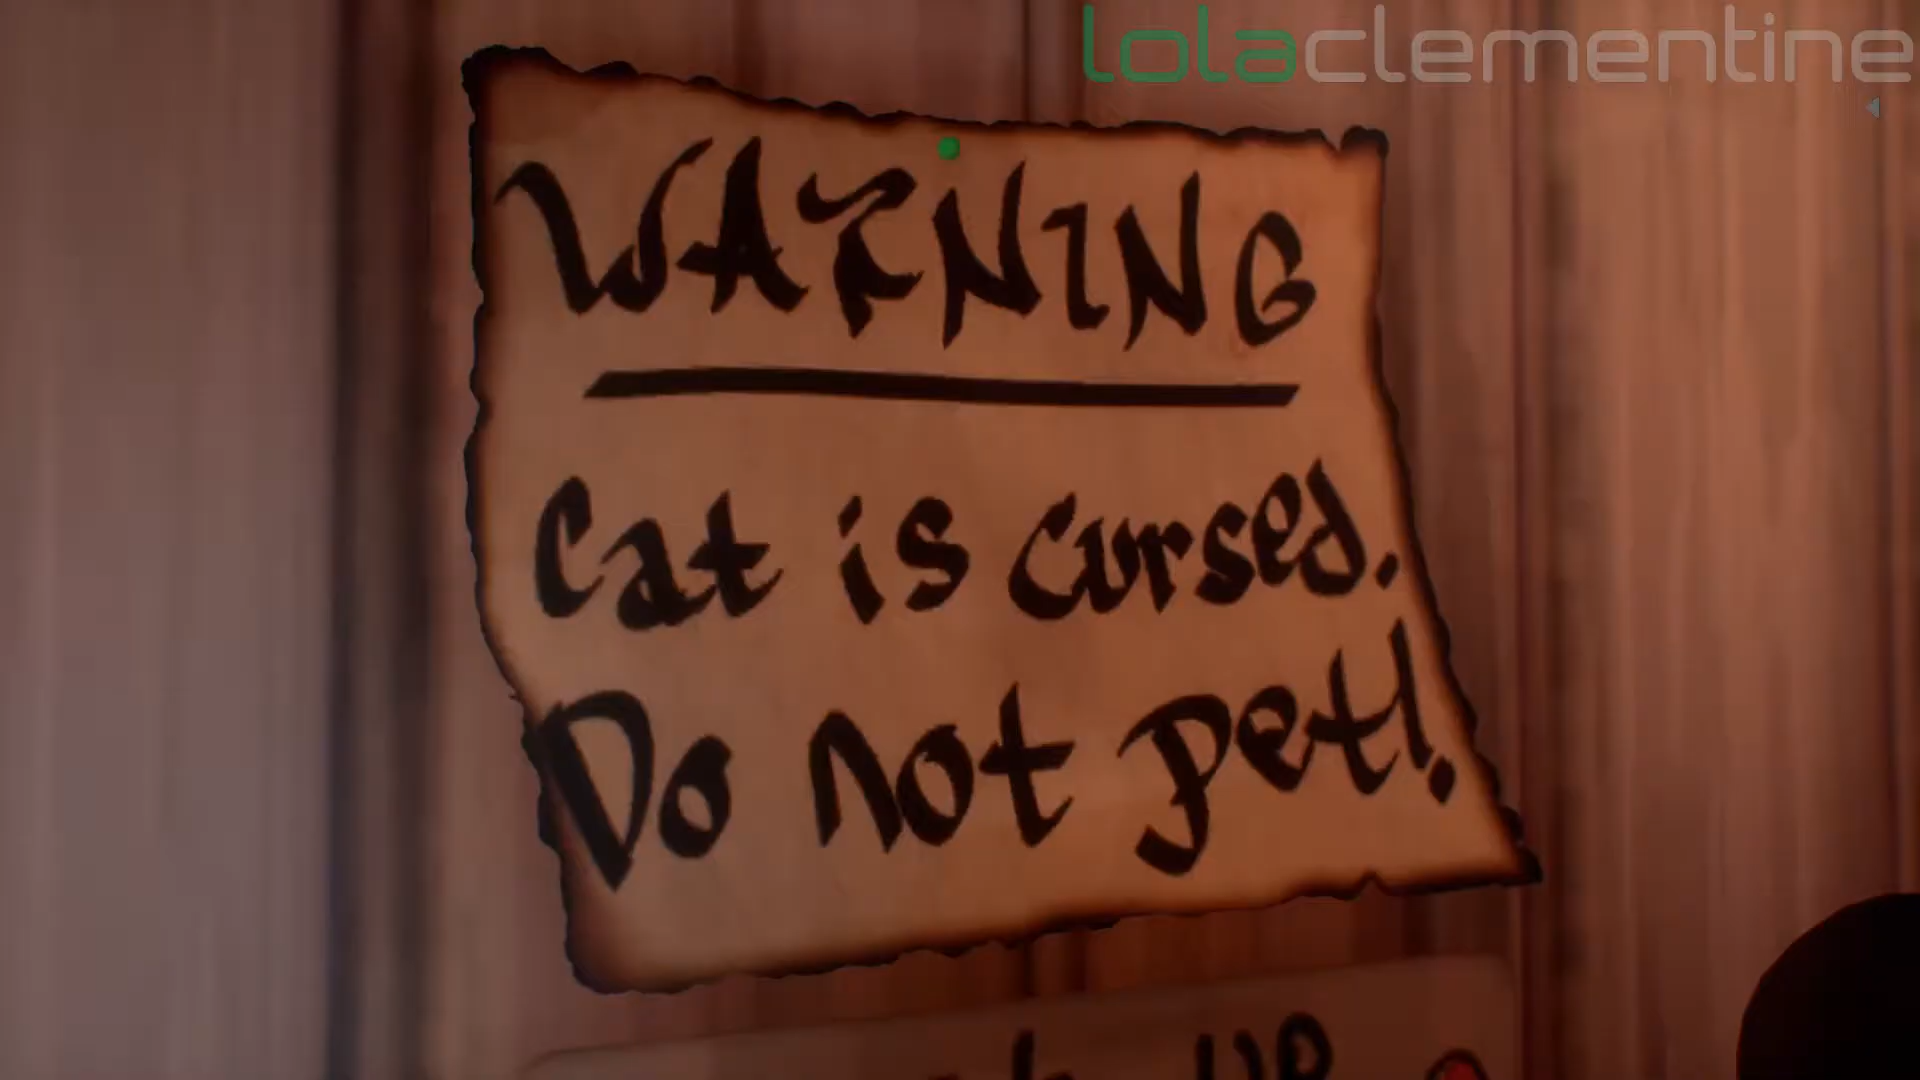 lolaclementine
WARNING
Cat is cursed.
Do not pet!